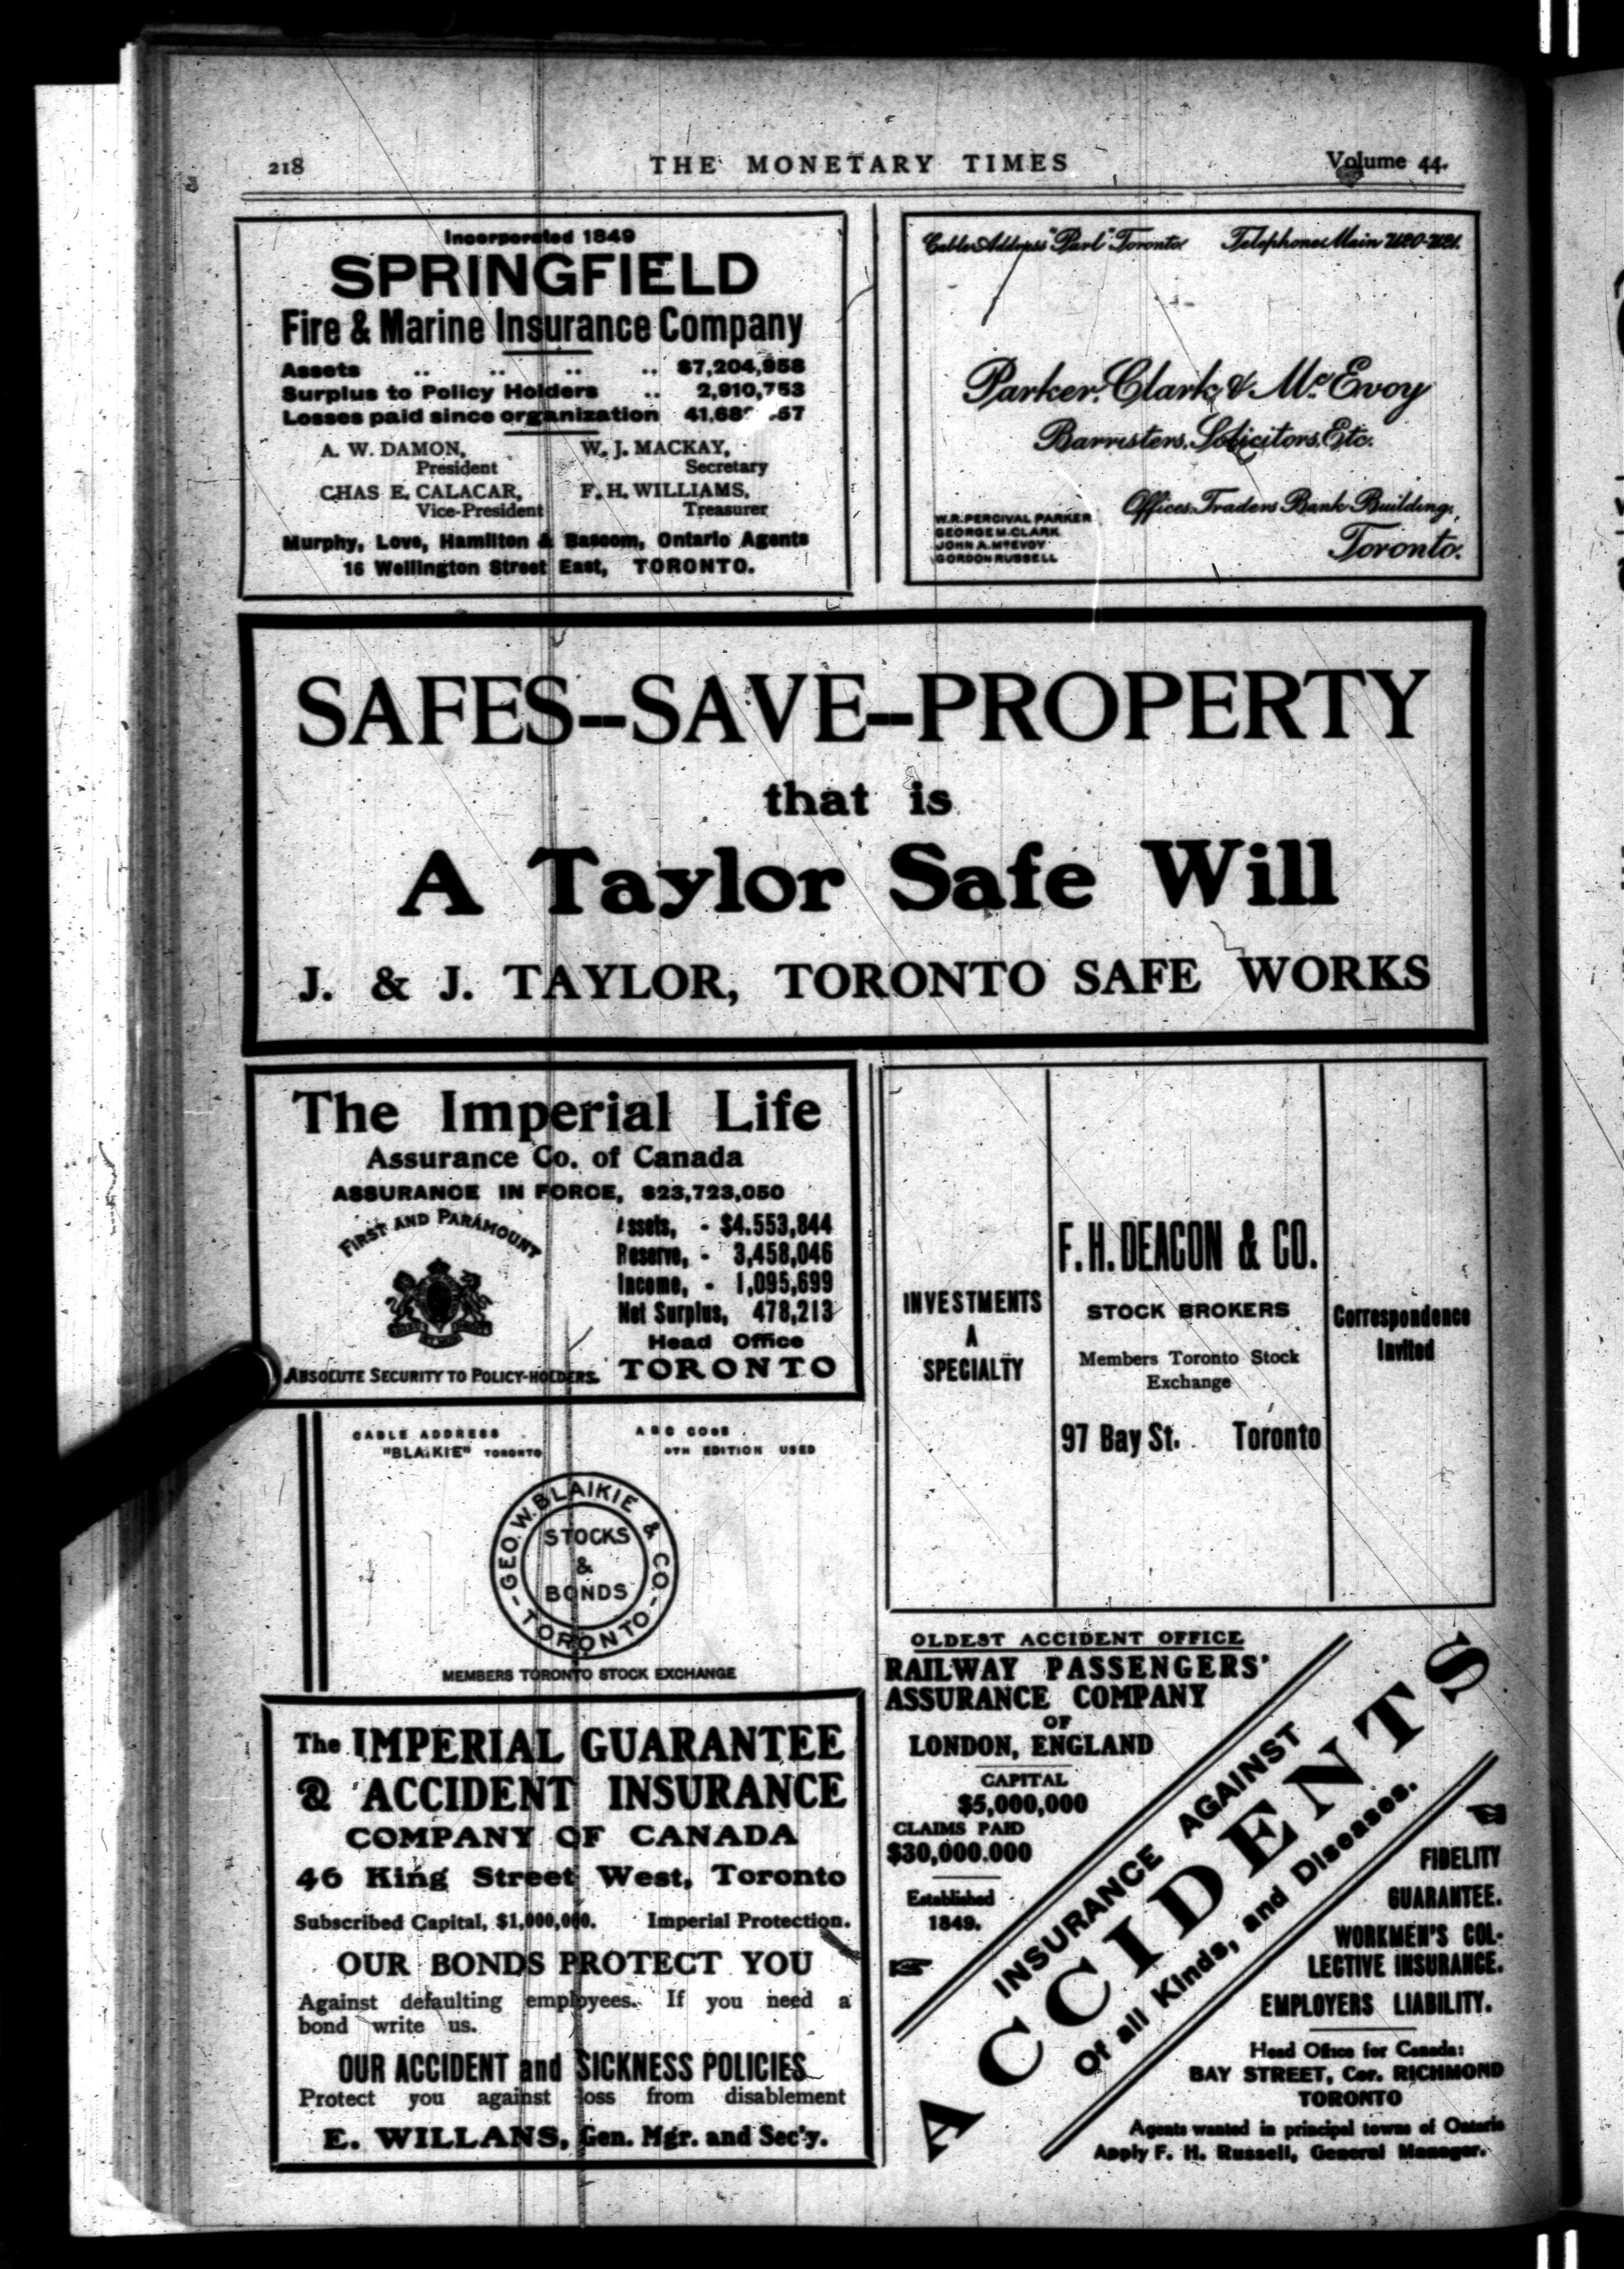 218
THE MONETARY TIMES
Volume 44.
Incorporated 1849
SPRINGFIELD
Fire & Marine Insurance Company
Assets .. .. .. .. $7,204,958
Surplus to Policy Holders .. 2,910,753
Losses paid since organization
A. W. DAMON,
President
W. J. MACKAY,
Secretary
CHAS E. CALACAR,
Vice-President
F. H. WILLIAMS,
Treasurer
Murphy, Love, Hamilton & Bascom, Ontario Agents
16 Wellington Street East, TORONTO.
Cable Address "Parl" Toronto
Telephones Main
Parker, Clark & McEvoy
Barristers, Solicitors, Etc.
W. R. PERCIVAL PARKER
GEORGE M. CLARK
JOHN A. McEVOY
GORDON RUSSELL
Offices. Traders Bank Building,
Toronto.
SAFES--SAVE--PROPERTY
that is
A Taylor Safe Will
J. & J. TAYLOR, TORONTO SAFE WORKS
The Imperial Life
Assurance Co. of Canada
ASSURANCE IN FORCE, $23,723,050
FIRST AND PARAMOUNT
Assets, - $4.553,844
Reserve, - 3,458,046
Income, - 1,095,699
Net Surplus, 478,213
Head Office
TORONTO
ABSOLUTE SECURITY TO POLICY-HOLDERS.
INVESTMENTS
A
SPECIALTY
F. H. DEACON & CO.
STOCK BROKERS
Members Toronto Stock
Exchange
97 Bay St. Toronto
Correspondence
Invited
CABLE ADDRESS
"BLAIKIE" TORONTO
A B C CODE
5TH EDITION USED
GEO. W. BLAIKIE & CO.
STOCKS
&
BONDS
- TORONTO -
MEMBERS TORONTO STOCK EXCHANGE
The IMPERIAL GUARANTEE
& ACCIDENT INSURANCE
COMPANY OF CANADA
46 King Street West, Toronto
Subscribed Capital, $1,000,000. Imperial Protection.
OUR BONDS PROTECT YOU
Against defaulting employees. If you need a
bond write us.
OUR ACCIDENT and SICKNESS POLICIES
Protect you against loss from disablement
E. WILLANS, Gen. Mgr. and Sec'y.
OLDEST ACCIDENT OFFICE
RAILWAY PASSENGERS'
ASSURANCE COMPANY
OF
LONDON, ENGLAND
CAPITAL
$5,000,000
CLAIMS PAID
$30,000.000
Established
1849.
INSURANCE AGAINST
ACCIDENTS
Of all Kinds, and Diseases.
FIDELITY
GUARANTEE.
WORKMEN'S COL-
LECTIVE INSURANCE.
EMPLOYERS LIABILITY.
Head Office for Canada:
BAY STREET, Cor. RICHMOND
TORONTO
Agents wanted in principal towns of Ontario
Apply F. H. Russell, General Manager.